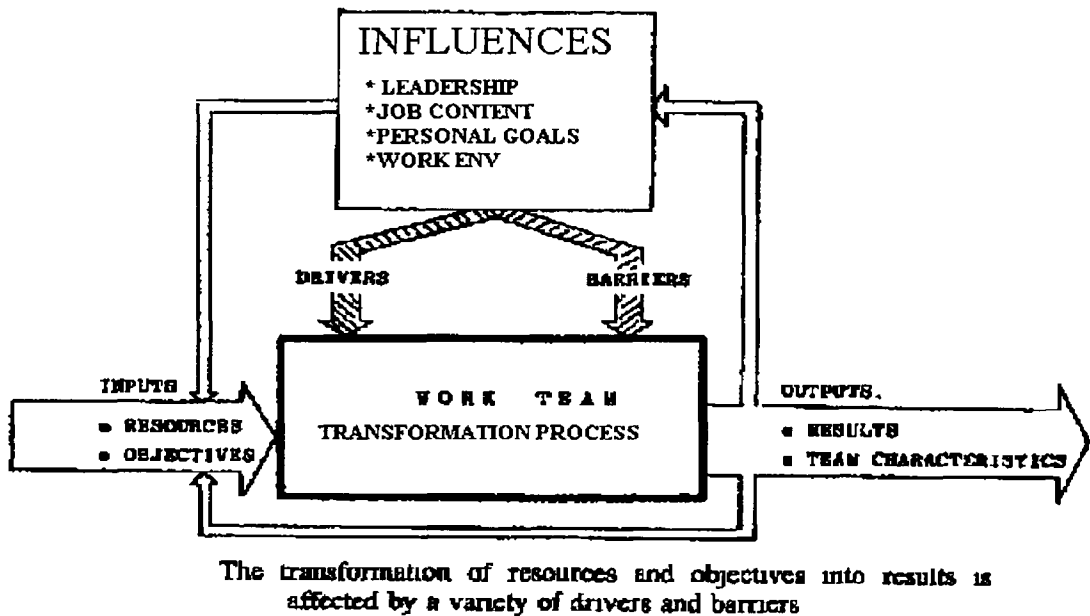 INFLUENCES
* LEADERSHIP
*JOB CONTENT
*PERSONAL GOALS
*WORK ENV
DRIVERS
BARRIERS
INPUTS
■ RESOURCES
■ OBJECTIVES
WORK TEAM
TRANSFORMATION PROCESS
OUTPUTS.
■ RESULTS
■ TEAM CHARACTERISTICS
The transformation of resources and objectives into results is
affected by a variety of drivers and barriers